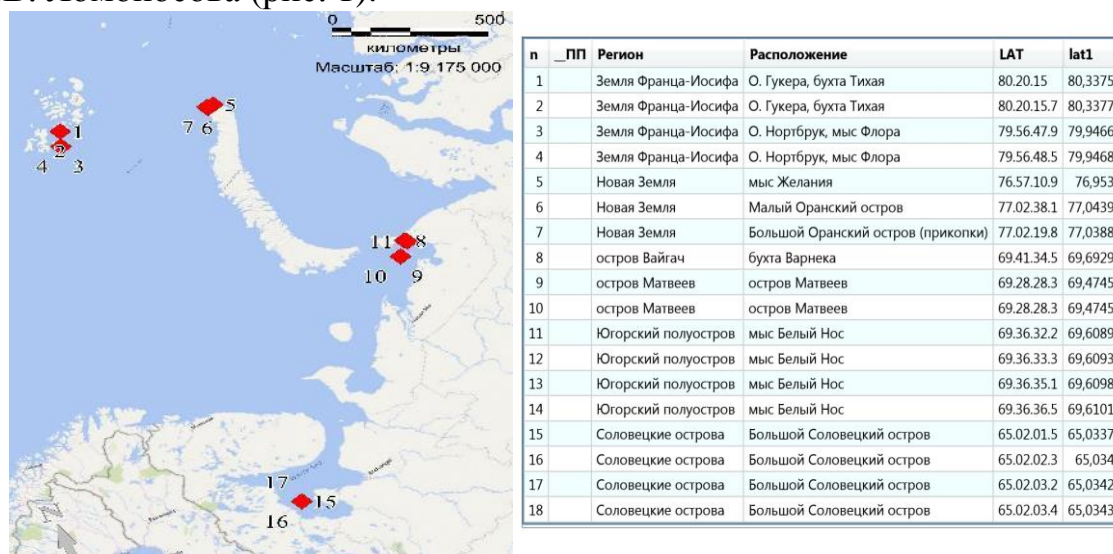 В. Ломоносова (рис. 1).
0 500
километры
Масштаб: 1:9 175 000
5
7 6
1
2
4 3
11 8
10 9
17
15
16
n __ПП Регион Расположение LAT lat1
1 Земля Франца-Иосифа О. Гукера, бухта Тихая 80.20.15 80,3375
2 Земля Франца-Иосифа О. Гукера, бухта Тихая 80.20.15.7 80,3377
3 Земля Франца-Иосифа О. Нортбрук, мыс Флора 79.56.47.9 79,9466
4 Земля Франца-Иосифа О. Нортбрук, мыс Флора 79.56.48.5 79,9468
5 Новая Земля мыс Желания 76.57.10.9 76,953
6 Новая Земля Малый Оранский остров 77.02.38.1 77,0439
7 Новая Земля Большой Оранский остров (прикопки) 77.02.19.8 77,0388
8 остров Вайгач бухта Варнека 69.41.34.5 69,6929
9 остров Матвеев остров Матвеев 69.28.28.3 69,4745
10 остров Матвеев остров Матвеев 69.28.28.3 69,4745
11 Югорский полуостров мыс Белый Нос 69.36.32.2 69,6089
12 Югорский полуостров мыс Белый Нос 69.36.33.3 69,6093
13 Югорский полуостров мыс Белый Нос 69.36.35.1 69,6098
14 Югорский полуостров мыс Белый Нос 69.36.36.5 69,6101
15 Соловецкие острова Большой Соловецкий остров 65.02.01.5 65,0337
16 Соловецкие острова Большой Соловецкий остров 65.02.02.3 65,034
17 Соловецкие острова Большой Соловецкий остров 65.02.03.2 65,0342
18 Соловецкие острова Большой Соловецкий остров 65.02.03.4 65,0343